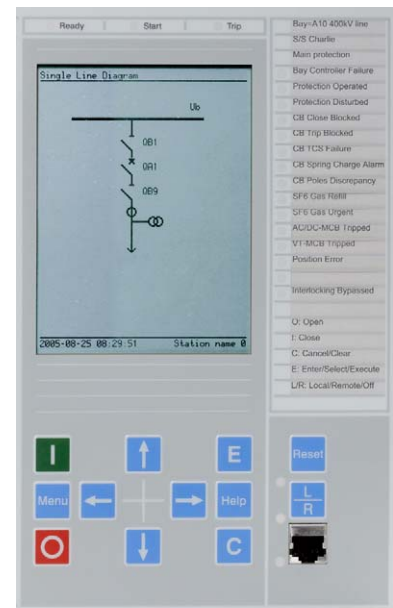 Ready Start Trip
Single Line Diagram
Ub
0B1
0A1
0B9
2005-08-25 08:29:51 Station name 0
I
E
Menu
Help
O
C
Bay=A10 400kV line
S/S Charlie
Main protection
Bay Controller Failure
Protection Operated
Protection Disturbed
CB Close Blocked
CB Trip Blocked
CB TCS Failure
CB Spring Charge Alarm
CB Poles Discrepancy
SF6 Gas Refill
SF6 Gas Urgent
AC/DC-MCB Tripped
VT-MCB Tripped
Position Error
Interlocking Bypassed
O: Open
I: Close
C: Cancel/Clear
E: Enter/Select/Execute
L/R: Local/Remote/Off
Reset
L
R